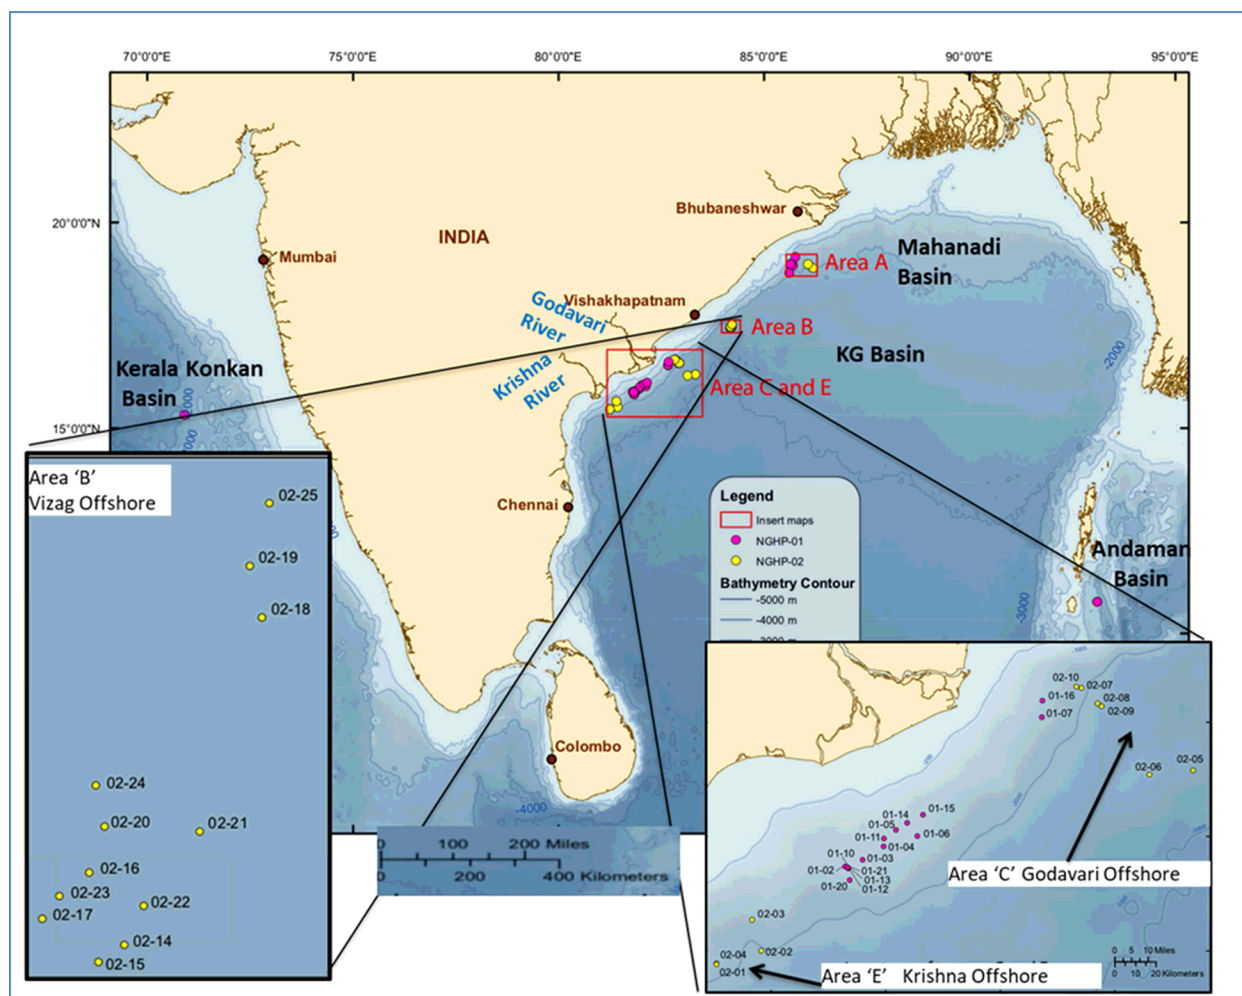 70°0'0"E
75°0'0"E
80°0'0"E
85°0'0"E
90°0'0"E
95°0'0"E
20°0'0"N
15°0'0"N
Bhubaneshwar
INDIA
Mumbai
Mahanadi
Basin
Area A
Vishakhapatnam
Godavari
River
Area B
KG Basin
Krishna
River
Area C and E
Kerala Konkan
Basin
-2000
Chennai
Legend
Insert maps
NGHP-01
NGHP-02
Bathymetry Contour
-5000 m
-4000 m
Andaman
Basin
-3000
Colombo
-4000
0 100 200 Miles
0 200 400 Kilometers
Area 'B'
Vizag Offshore
02-25
02-19
02-18
02-24
02-20
02-21
02-16
02-23
02-22
02-17
02-14
02-15
02-10
02-07
01-16
02-08
01-07
02-09
02-06
02-05
01-15
01-14
01-05
01-06
01-11
01-04
01-10
01-03
01-02
01-21
01-13
01-20
01-12
Area 'C' Godavari Offshore
02-03
02-04
02-02
02-01
Area 'E' Krishna Offshore
0 5 10 Miles
0 10 20 Kilometers